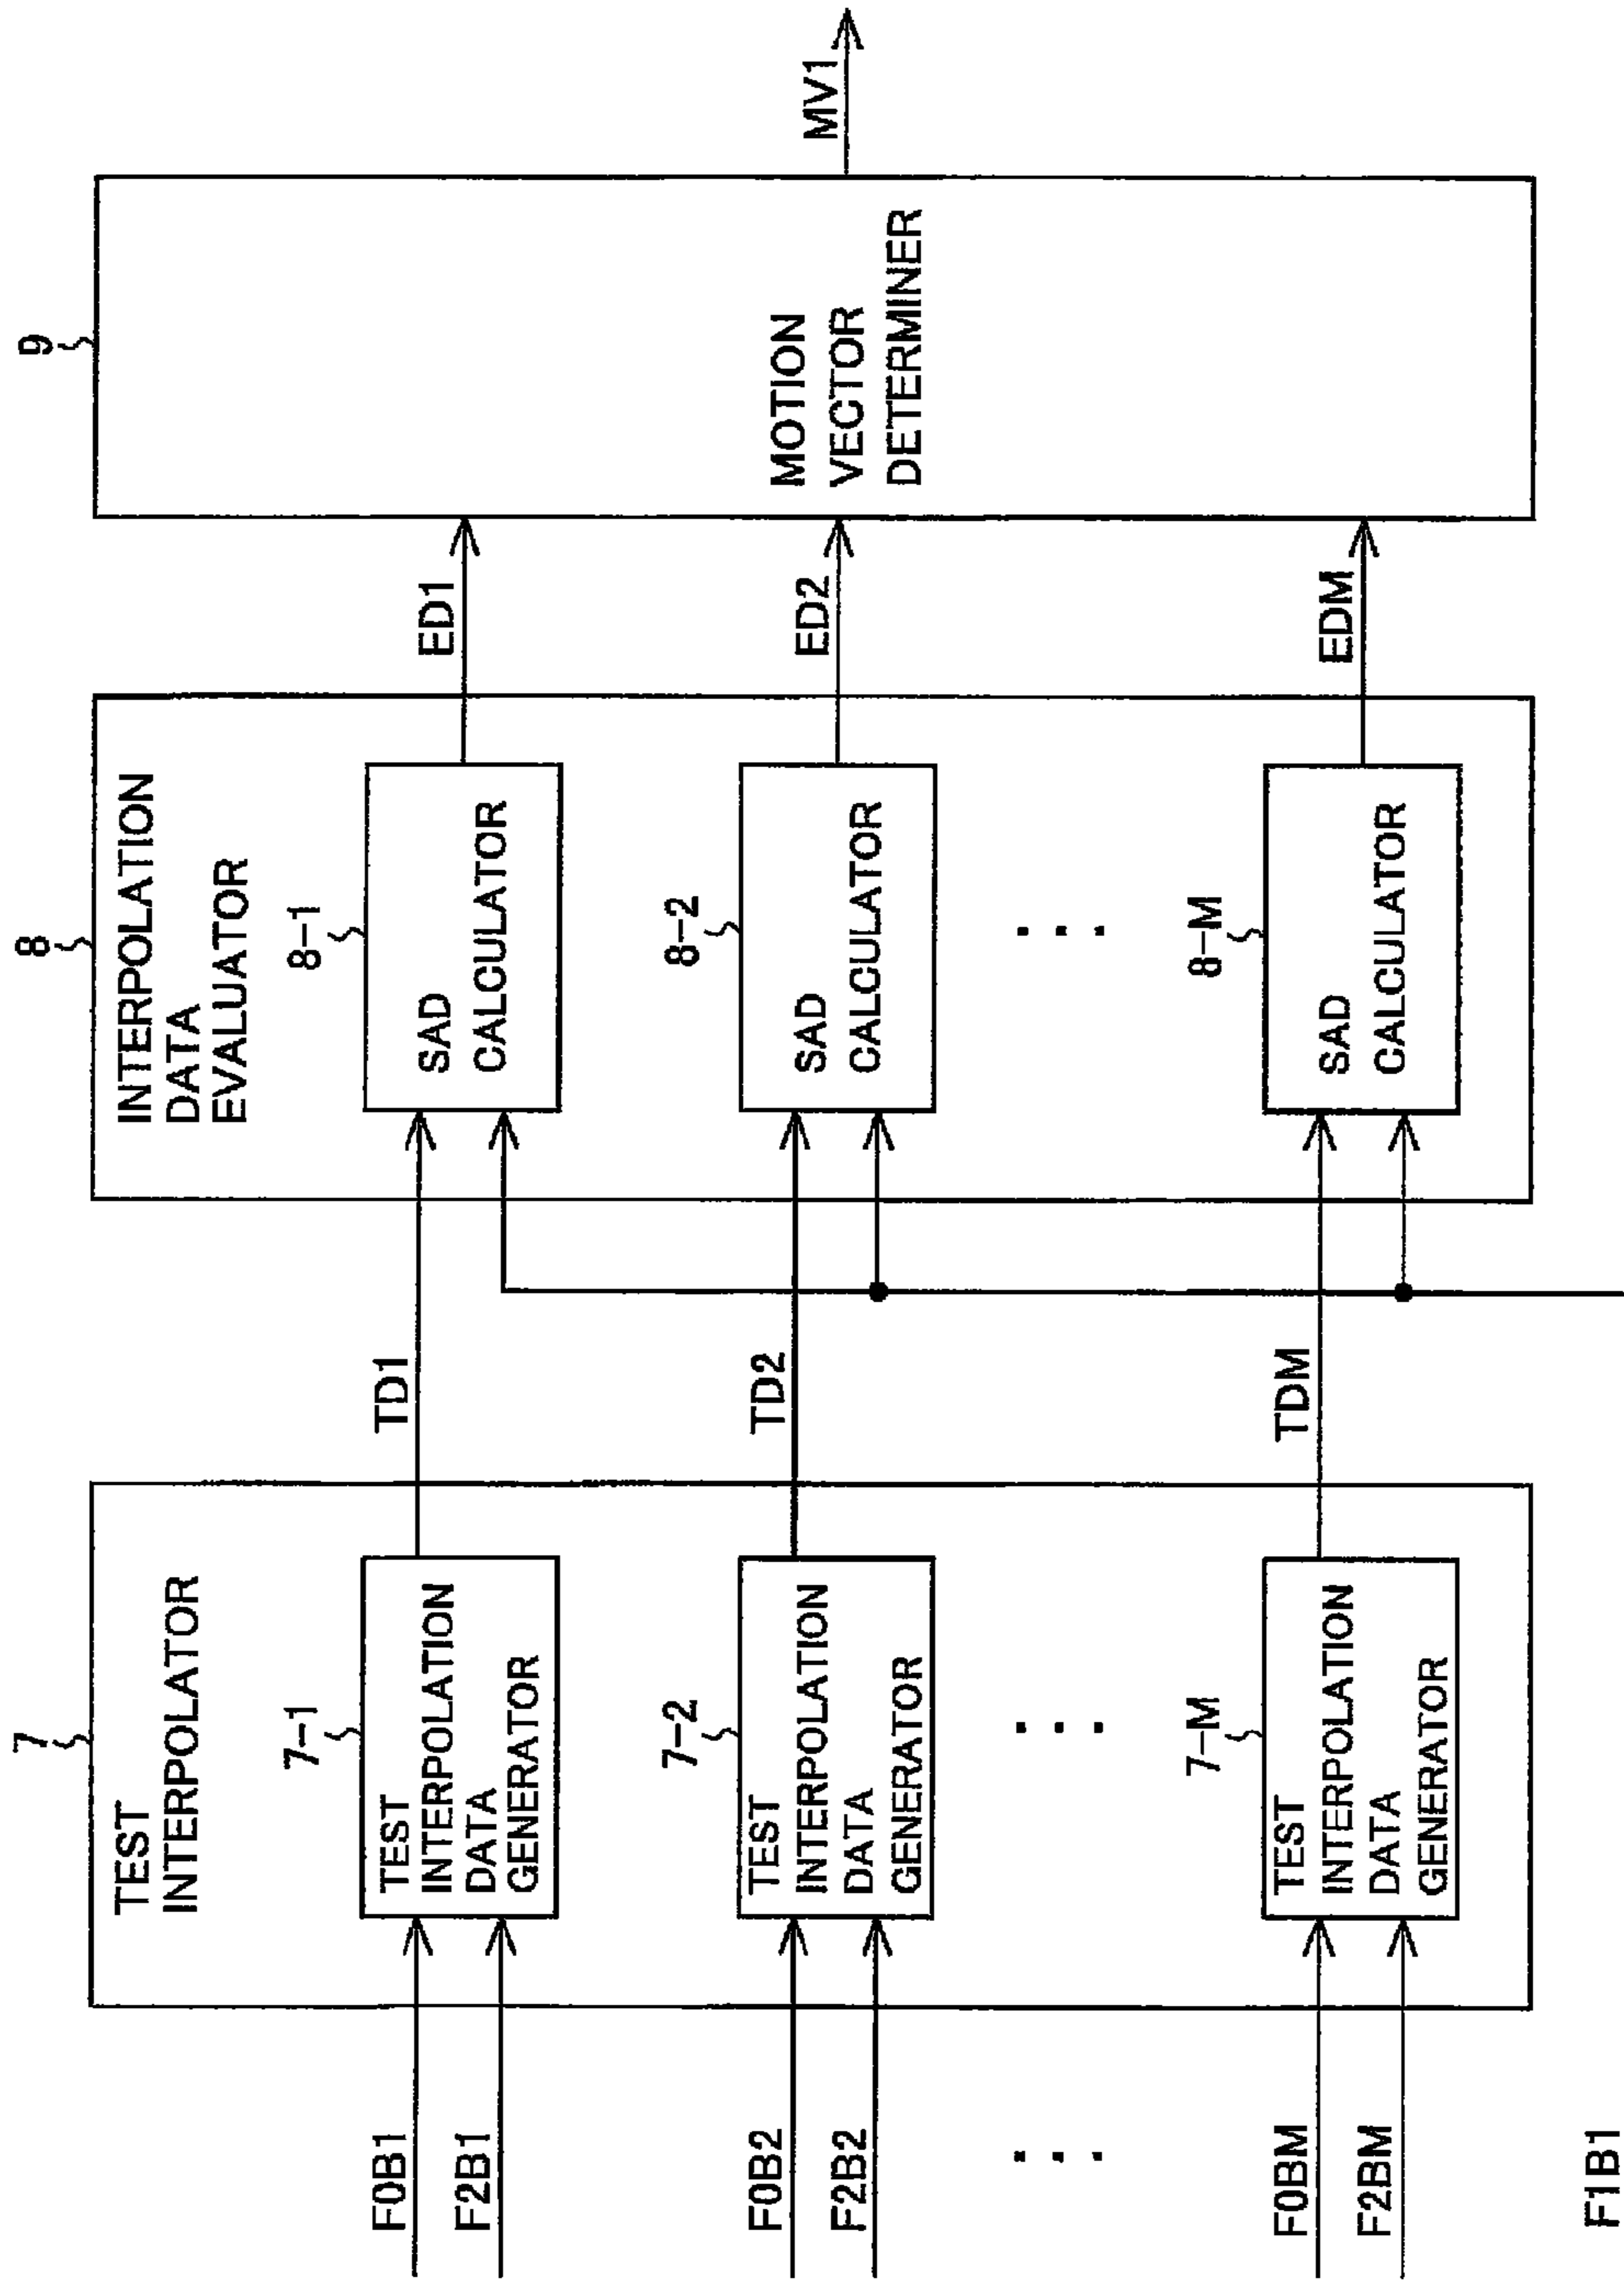 7
TEST
INTERPOLATOR
F0B1
F2B1
7-1
TEST
INTERPOLATION
DATA
GENERATOR
TD1
F0B2
F2B2
7-2
TEST
INTERPOLATION
DATA
GENERATOR
TD2
. . .
. . .
F0BM
F2BM
7-M
TEST
INTERPOLATION
DATA
GENERATOR
TDM
F1B1
8
INTERPOLATION
DATA
EVALUATOR
8-1
SAD
CALCULATOR
ED1
8-2
SAD
CALCULATOR
ED2
. . .
8-M
SAD
CALCULATOR
EDM
9
MOTION
VECTOR
DETERMINER
MV1